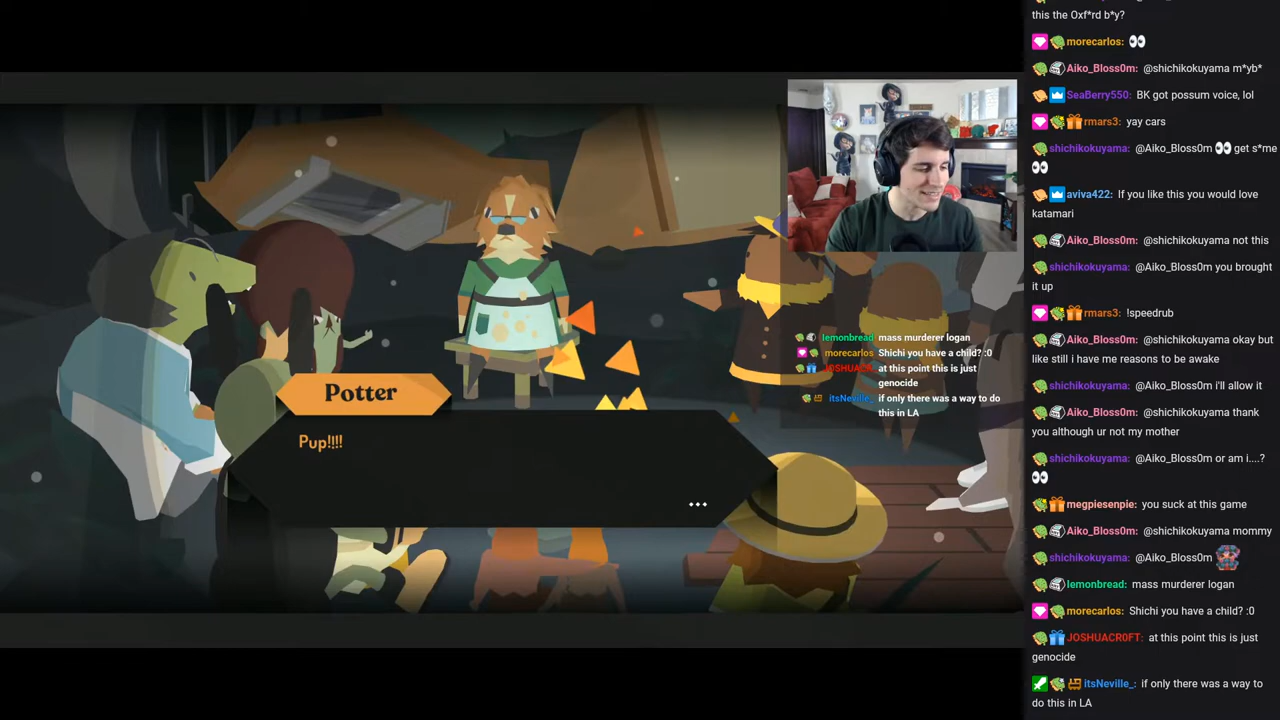 this the Oxf*rd b*y?
morecarlos: 👀
Aiko_Bloss0m: @shichikokuyama m*yb*
SeaBerry550: BK got possum voice, lol
rmars3: yay cars
shichikokuyama: @Aiko_Bloss0m 👀 get s*me
👀
aviva422: If you like this you would love
katamari
Aiko_Bloss0m: @shichikokuyama not this
shichikokuyama: @Aiko_Bloss0m you brought
it up
rmars3: !speedrub
Aiko_Bloss0m: @shichikokuyama okay but
like still i have me reasons to be awake
shichikokuyama: @Aiko_Bloss0m i'll allow it
Aiko_Bloss0m: @shichikokuyama thank
you although ur not my mother
shichikokuyama: @Aiko_Bloss0m or am i....?
👀
megpiesenpie: you suck at this game
Aiko_Bloss0m: @shichikokuyama mommy
shichikokuyama: @Aiko_Bloss0m
lemonbread: mass murderer logan
morecarlos: Shichi you have a child? :0
JOSHUACR0FT: at this point this is just
genocide
itsNeville_: if only there was a way to
do this in LA
lemonbread mass murderer logan
morecarlos Shichi you have a child? :0
at this point this is just
genocide
itsNeville_ if only there was a way to do
this in LA
Potter
Pup!!!!
...